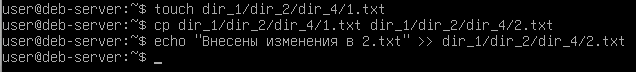 user@deb-server:~$ touch dir_1/dir_2/dir_4/1.txt
user@deb-server:~$ cp dir_1/dir_2/dir_4/1.txt dir_1/dir_2/dir_4/2.txt
user@deb-server:~$ echo "Внесены изменения в 2.txt" >> dir_1/dir_2/dir_4/2.txt
user@deb-server:~$ _